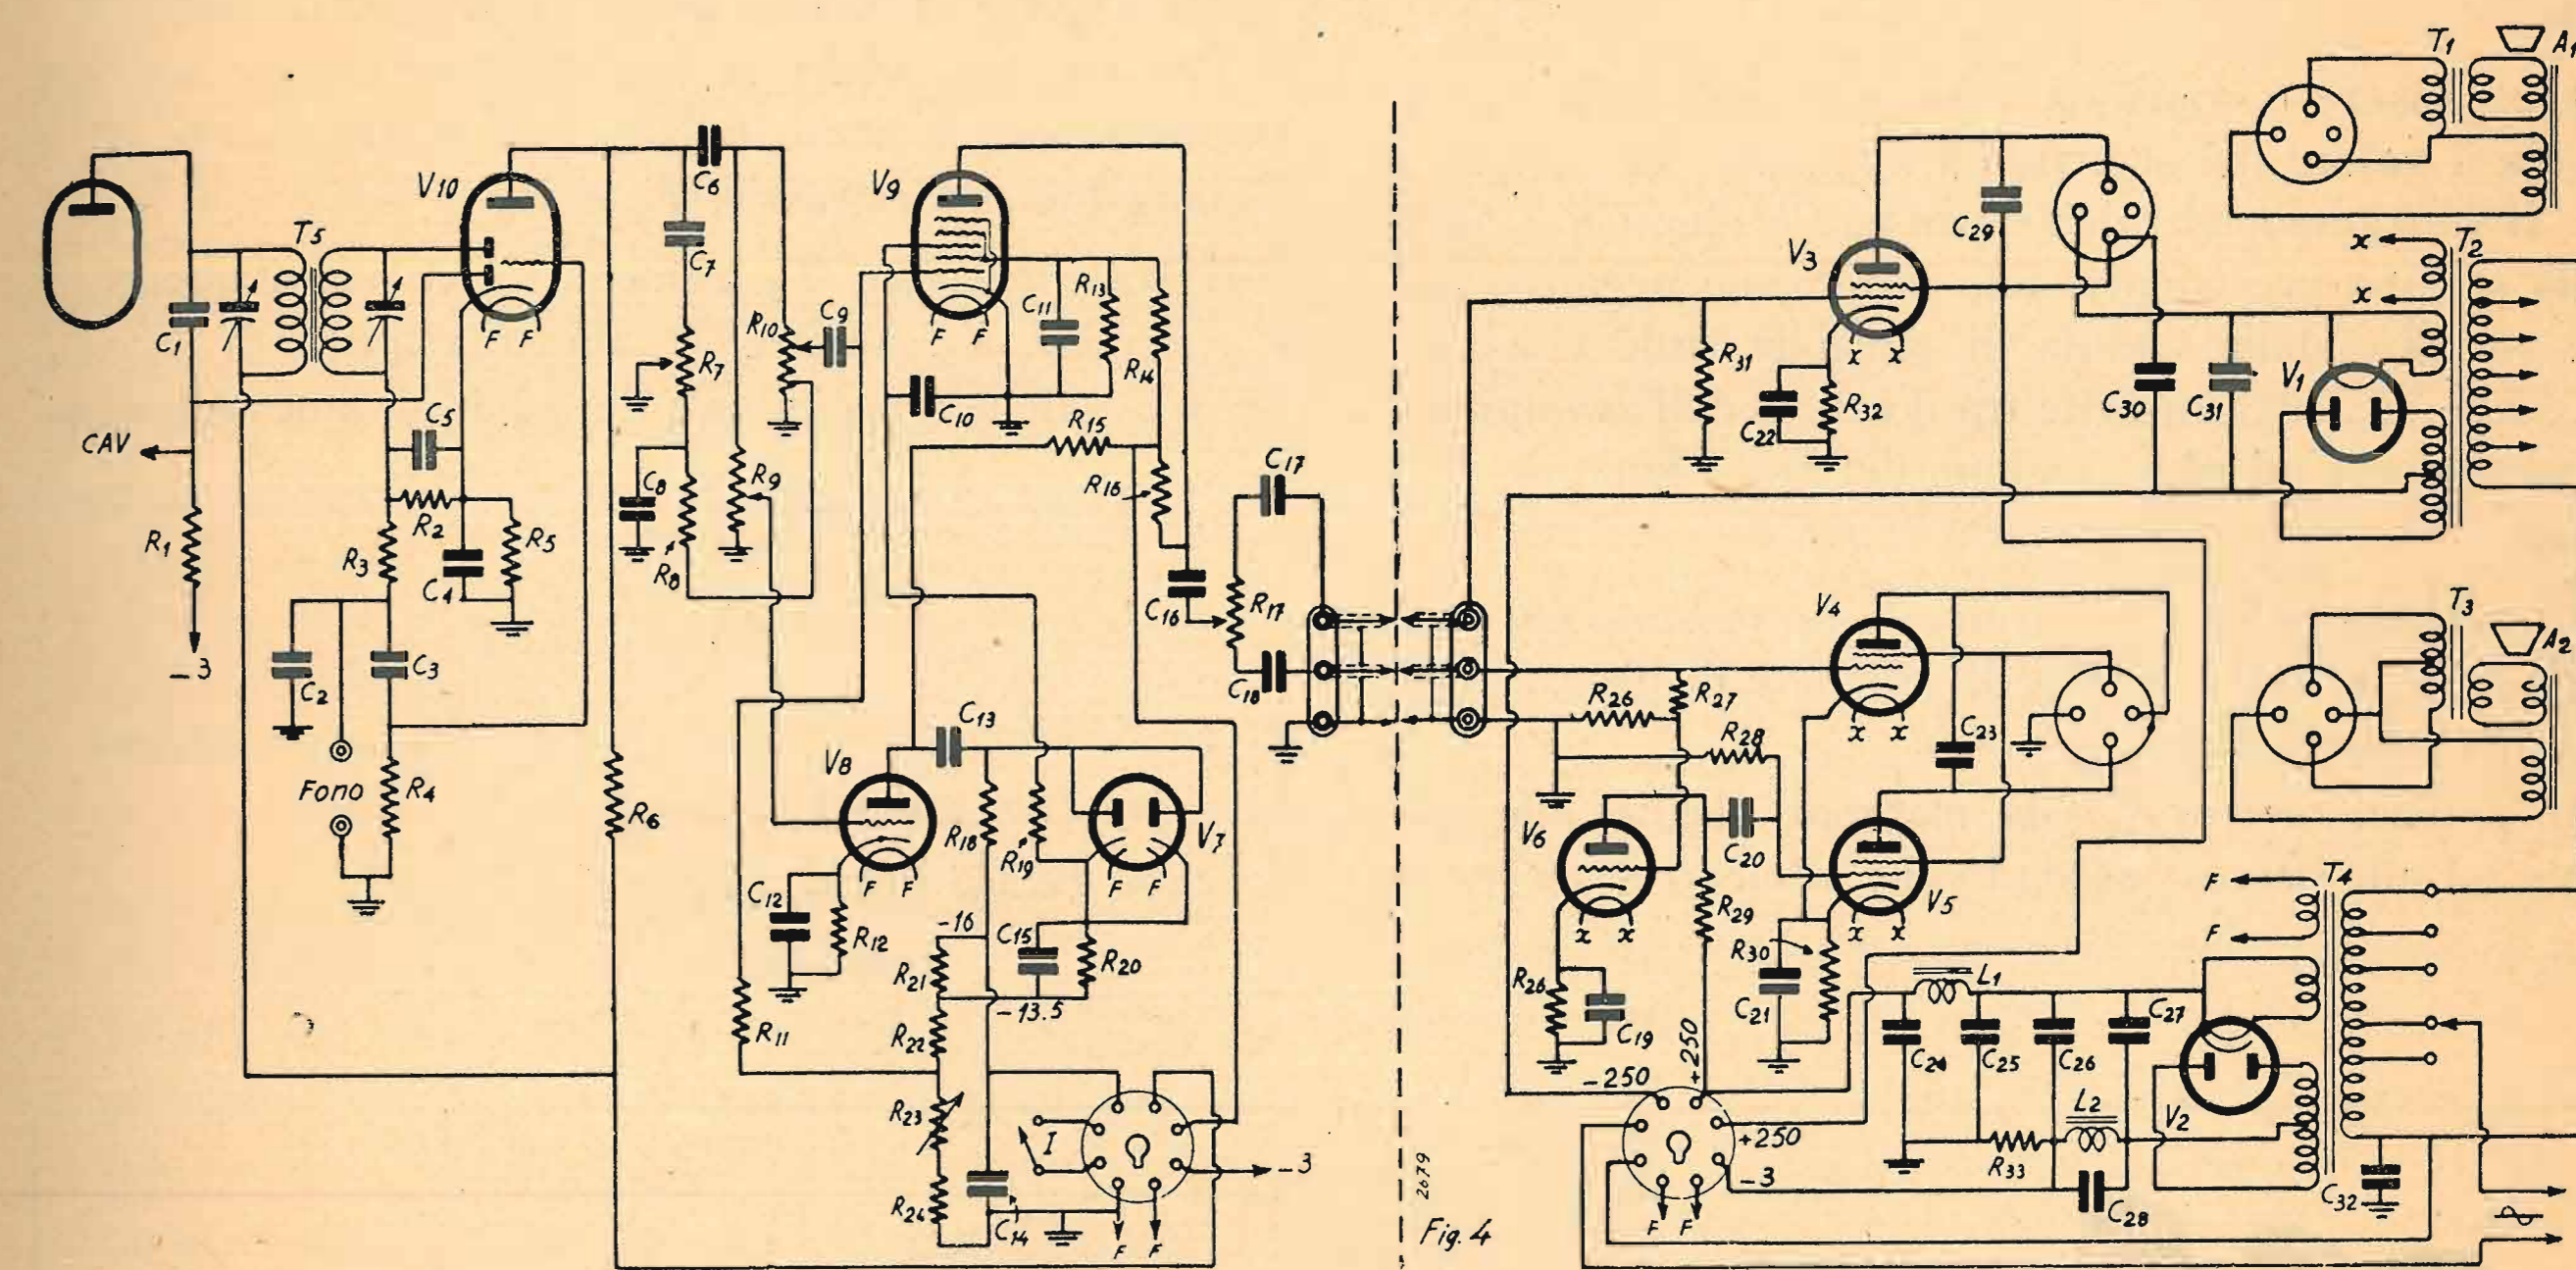 T1
A1
V10
C6
V9
C29
V3
T2
x
x
T5
C7
R13
C11
R10
C9
R14
R31
x x
C1
F F
R7
F F
C30
C31
V1
R32
C22
C5
C10
R15
CAV
C8
R9
R16
C17
R2
R5
R1
R3
R8
C4
C16
R17
V4
T3
A2
C3
C2
-3
C18
R26
R27
x x
R28
C23
C13
V8
Fono
R4
R6
R18
R19
V7
V6
C20
V5
F
T4
C12
F F
F F
R12
-16
C15
R20
R21
x x
R29
R30
x x
F
L1
-13.5
R11
R22
R26
C19
C21
C24
C25
C26
C27
+250
-250
R23
I
L2
V2
+250
-3
R33
-3
R24
C14
F F
2679
Fig. 4
F F
C28
C32